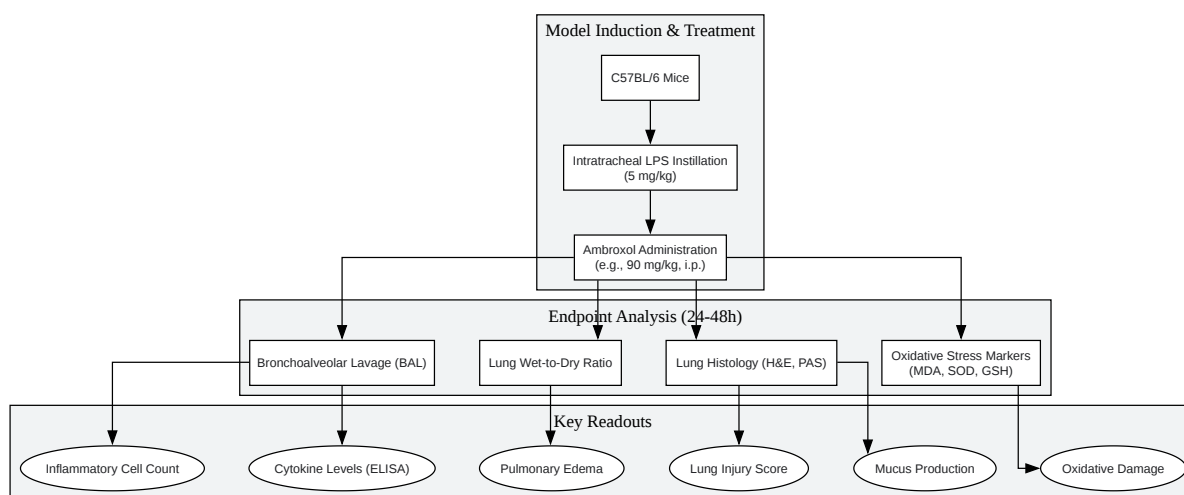 Model Induction & Treatment
C57BL/6 Mice
Intratracheal LPS Instillation
(5 mg/kg)
Ambroxol Administration
(e.g., 90 mg/kg, i.p.)
Endpoint Analysis (24-48h)
Bronchoalveolar Lavage (BAL)
Lung Wet-to-Dry Ratio
Lung Histology (H&E, PAS)
Oxidative Stress Markers
(MDA, SOD, GSH)
Key Readouts
Inflammatory Cell Count
Cytokine Levels (ELISA)
Pulmonary Edema
Lung Injury Score
Mucus Production
Oxidative Damage